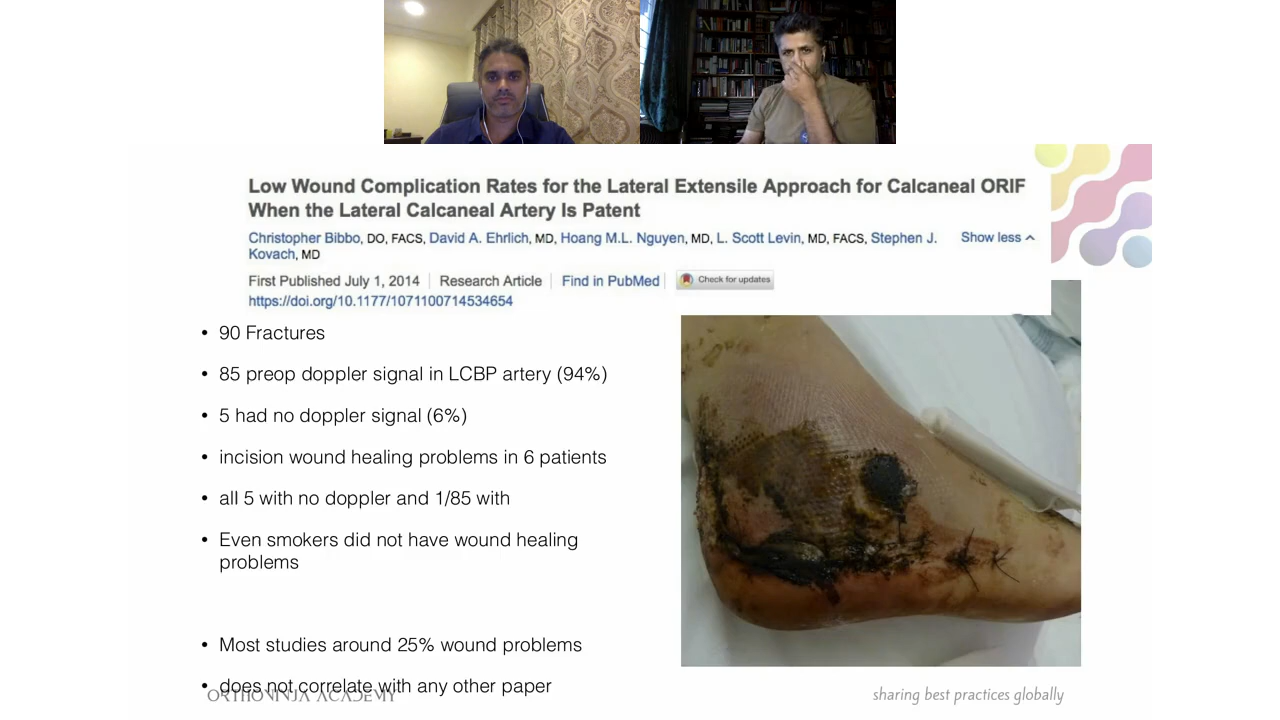 Low Wound Complication Rates for the Lateral Extensile Approach for Calcaneal ORIF
When the Lateral Calcaneal Artery Is Patent
Christopher Bibbo, DO, FACS, David A. Ehrlich, MD, Hoang M.L. Nguyen, MD, L. Scott Levin, MD, FACS, Stephen J.
Kovach, MD
Show less
First Published July 1, 2014 Research Article Find in PubMed Check for updates
https://doi.org/10.1177/1071100714534654
• 90 Fractures
• 85 preop doppler signal in LCBP artery (94%)
• 5 had no doppler signal (6%)
• incision wound healing problems in 6 patients
• all 5 with no doppler and 1/85 with
• Even smokers did not have wound healing
problems
• Most studies around 25% wound problems
• does not correlate with any other paper
ORTHONINJA ACADEMY
sharing best practices globally